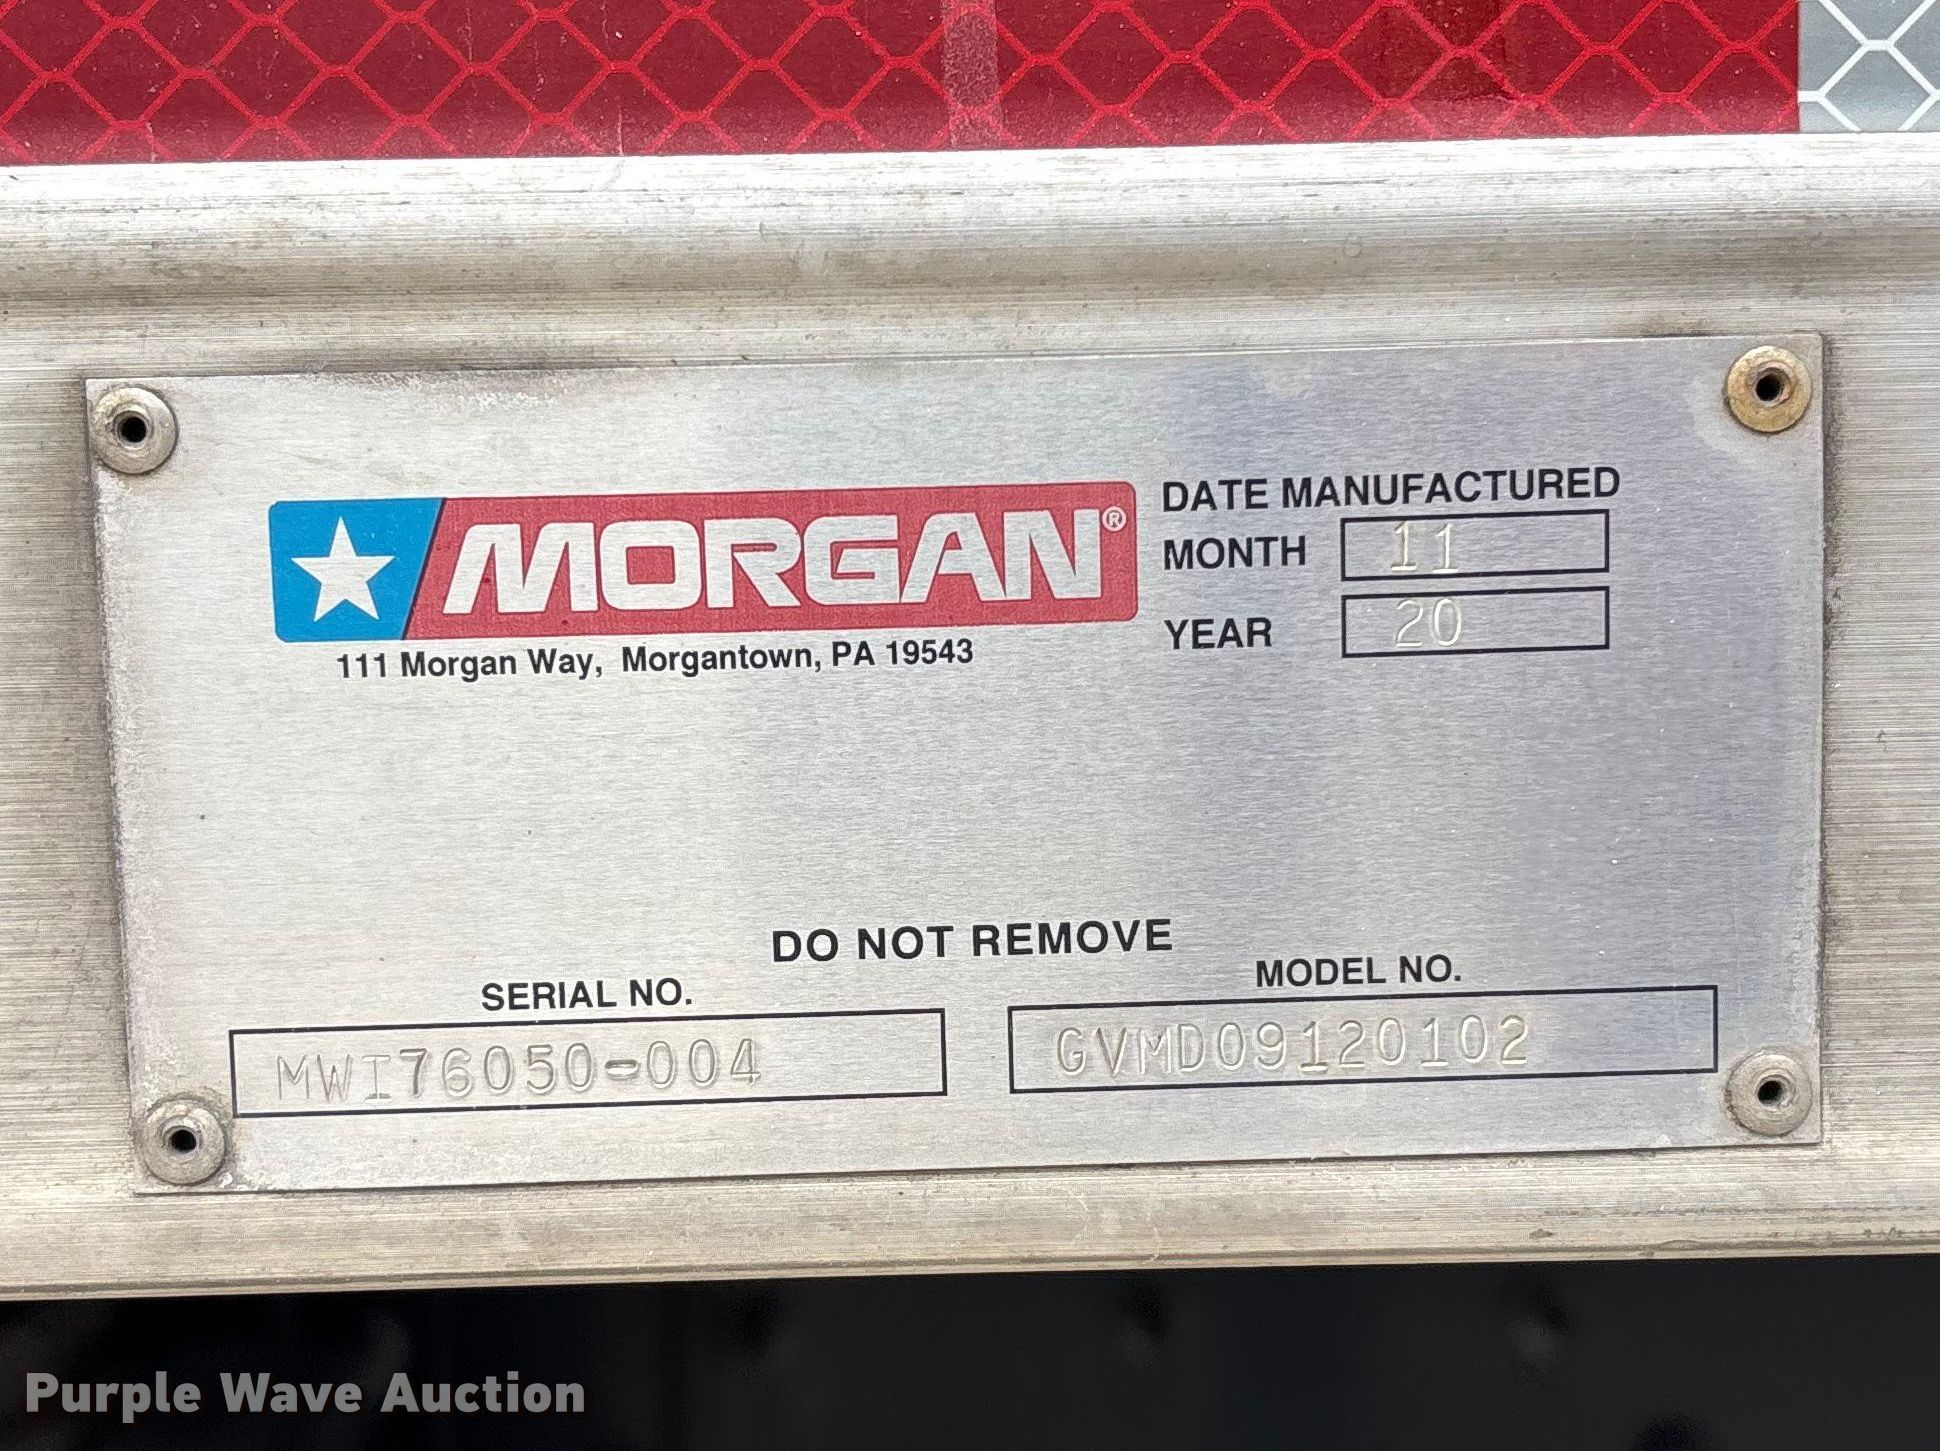 MORGAN®
111 Morgan Way, Morgantown, PA 19543
DATE MANUFACTURED
MONTH 11
YEAR 20
DO NOT REMOVE
SERIAL NO.
MWI76050-004
MODEL NO.
GVMD09120102
Purple Wave Auction